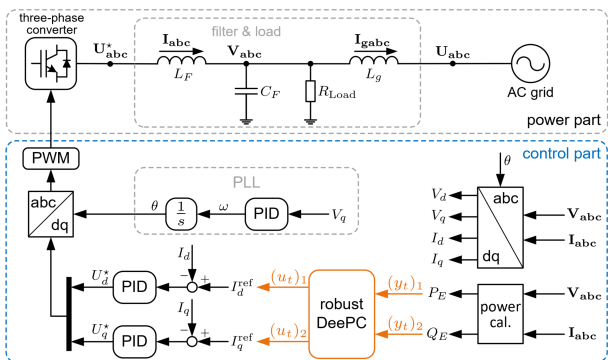 three-phase
converter
filter & load
U*abc
Iabc
Vabc
Igabc
Uabc
LF
CF
RLoad
Lg
AC grid
power part
control part
PWM
PLL
θ
abc
dq
θ
1/s
ω
PID
Vq
abc
dq
Vd
Vq
Id
Iq
Vabc
Iabc
Id
U*d
PID
−
+
Id^ref
(ut)1
robust
DeePC
(yt)1
PE
power
cal.
Vabc
Iq
U*q
PID
−
+
Iq^ref
(ut)2
(yt)2
QE
Iabc